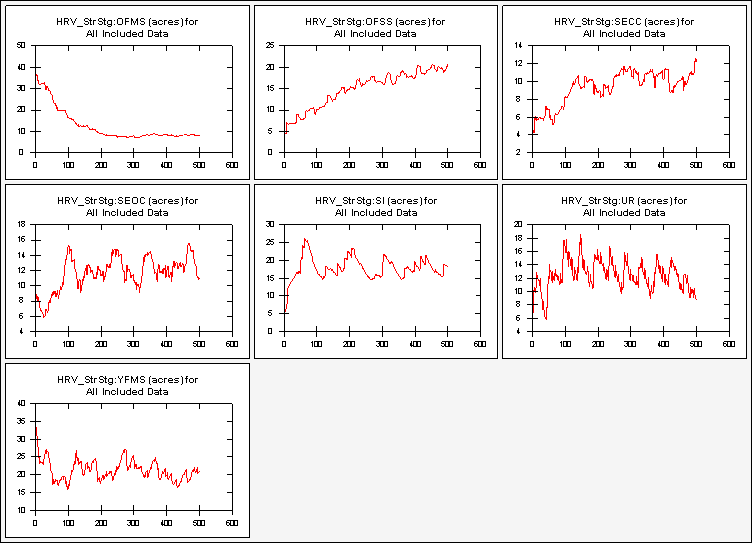 HRV_StrStg:OFMS (acres) for
All Included Data
50
40
30
20
10
0
0 100 200 300 400 500 600
HRV_StrStg:OFSS (acres) for
All Included Data
25
20
15
10
5
0
0 100 200 300 400 500 600
HRV_StrStg:SECC (acres) for
All Included Data
14
12
10
8
6
4
2
0 100 200 300 400 500 600
HRV_StrStg:SEOC (acres) for
All Included Data
18
16
14
12
10
8
6
4
0 100 200 300 400 500 600
HRV_StrStg:SI (acres) for
All Included Data
30
25
20
15
10
5
0
0 100 200 300 400 500 600
HRV_StrStg:UR (acres) for
All Included Data
20
18
16
14
12
10
8
6
4
0 100 200 300 400 500 600
HRV_StrStg:YFMS (acres) for
All Included Data
40
35
30
25
20
15
10
0 100 200 300 400 500 600